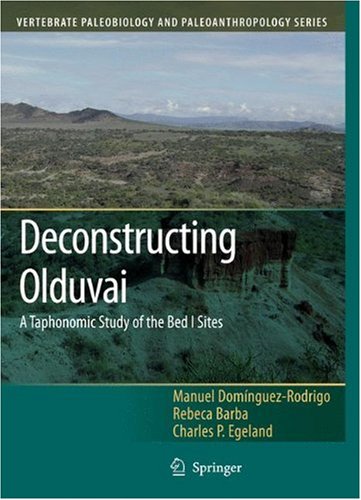 VERTEBRATE PALEOBIOLOGY AND PALEOANTHROPOLOGY SERIES
Deconstructing
Olduvai
A Taphonomic Study of the Bed I Sites
Manuel Domínguez-Rodrigo
Rebeca Barba
Charles P. Egeland
Springer